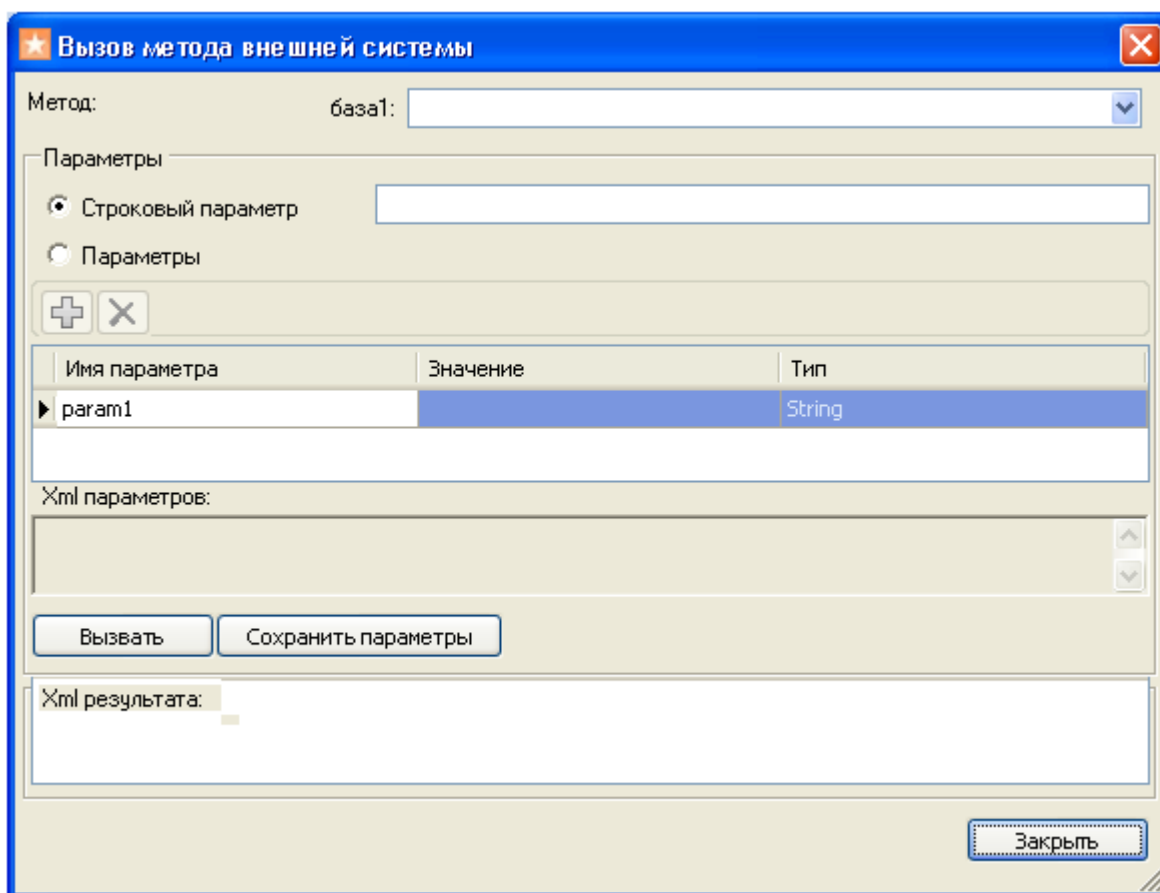 Вызов метода внешней системы
Метод: база1:
Параметры
Строковый параметр
Параметры
Имя параметра Значение Тип
param1 String
Xml параметров:
Вызвать Сохранить параметры
Xml результата:
Закрыть